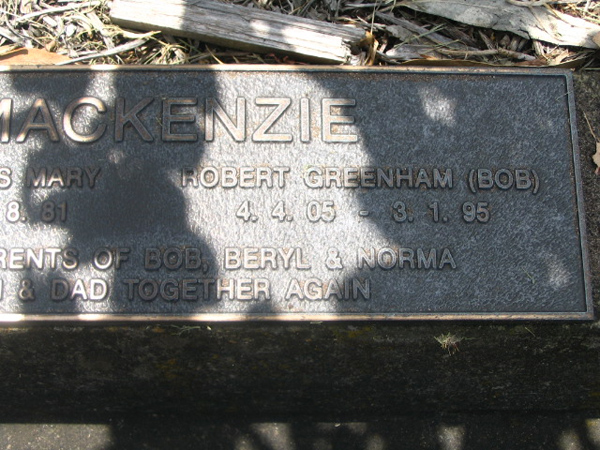 MACKENZIE
S MARY ROBERT GREENHAM (BOB)
8. 81 4. 4. 05 - 3. 1. 95
RENTS OF BOB, BERYL & NORMA
& DAD TOGETHER AGAIN